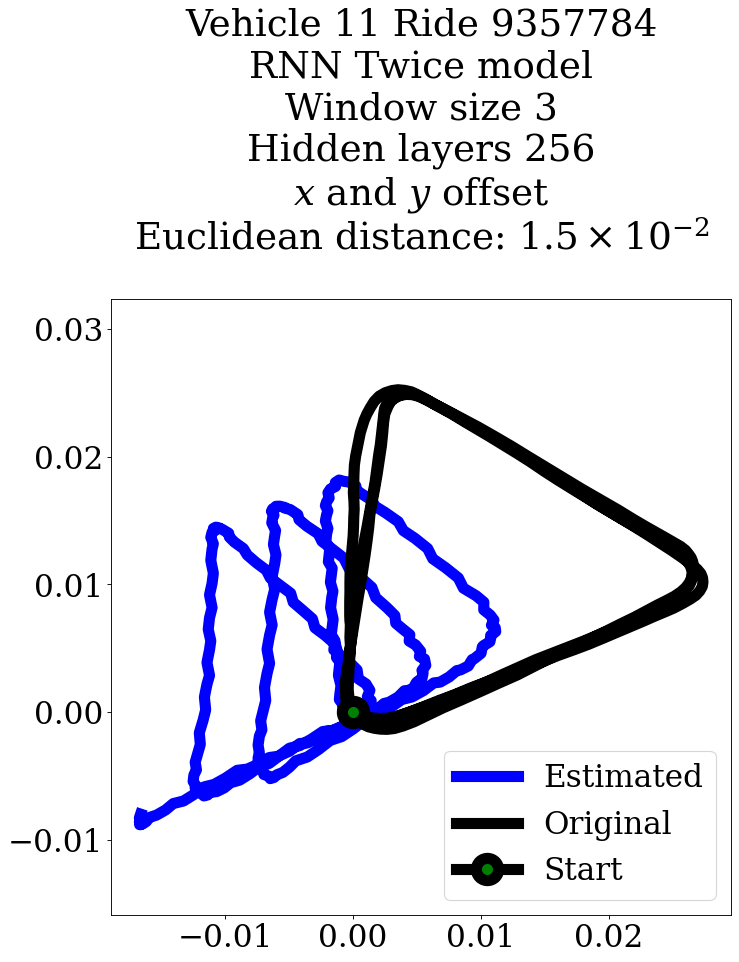 Vehicle 11 Ride 9357784
RNN Twice model
Window size 3
Hidden layers 256
x and y offset
Euclidean distance: 1.5 × 10⁻²
0.03
0.02
0.01
0.00
−0.01
Estimated
Original
Start
−0.01 0.00 0.01 0.02